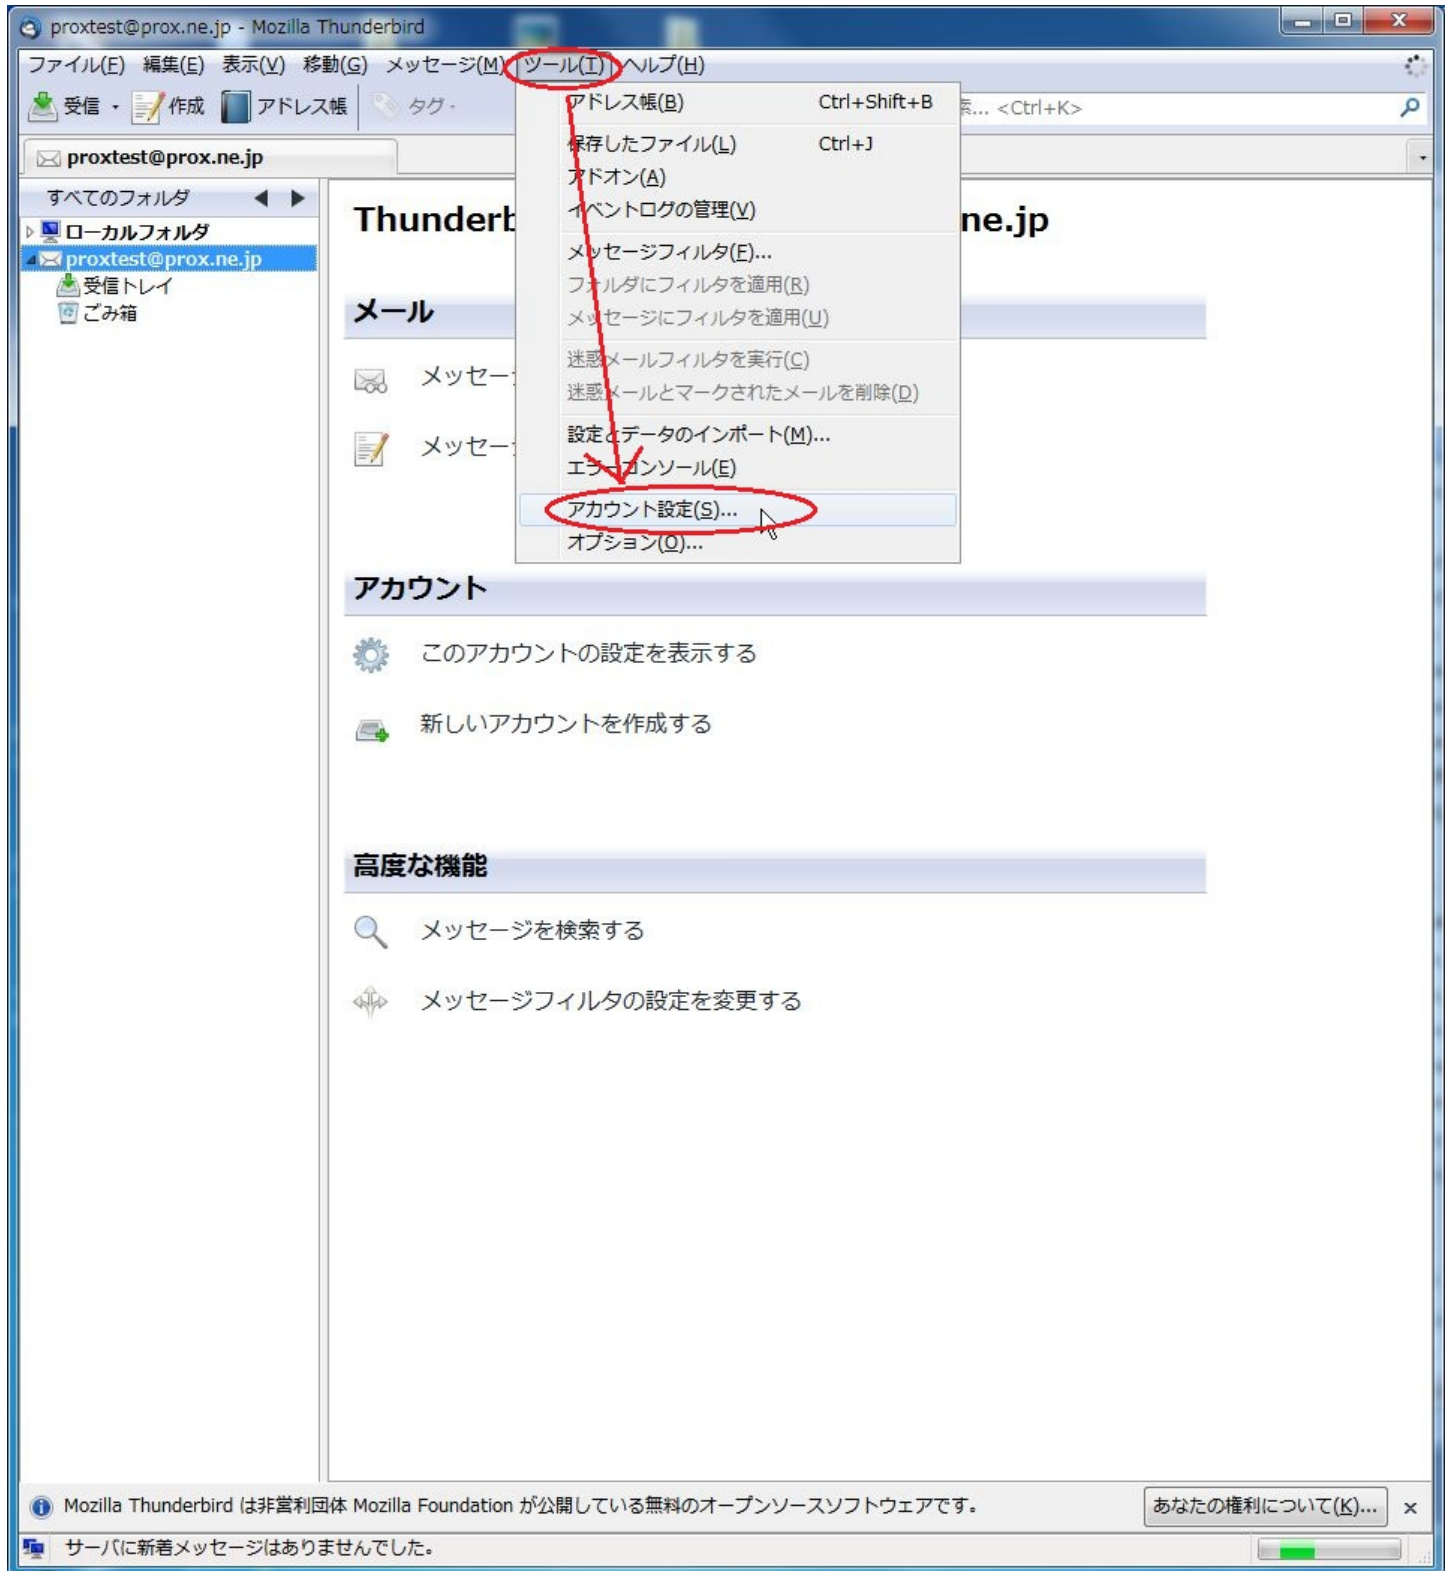 proxtest@prox.ne.jp - Mozilla Thunderbird
ファイル(F) 編集(E) 表示(V) 移動(G) メッセージ(M) ツール(T) ヘルプ(H)
受信 作成 アドレス帳 タグ
... <Ctrl+K>
proxtest@prox.ne.jp
すべてのフォルダ
ローカルフォルダ
proxtest@prox.ne.jp
受信トレイ
ごみ箱
アドレス帳(B) Ctrl+Shift+B
保存したファイル(L) Ctrl+J
アドオン(A)
イベントログの管理(V)
メッセージフィルタ(F)...
フォルダにフィルタを適用(R)
メッセージにフィルタを適用(U)
迷惑メールフィルタを実行(C)
迷惑メールとマークされたメールを削除(D)
設定とデータのインポート(M)...
エラーコンソール(E)
アカウント設定(S)...
オプション(O)...
Thunderb ne.jp
メール
メッセー
メッセー
アカウント
このアカウントの設定を表示する
新しいアカウントを作成する
高度な機能
メッセージを検索する
メッセージフィルタの設定を変更する
Mozilla Thunderbird は非営利団体 Mozilla Foundation が公開している無料のオープンソースソフトウェアです。 あなたの権利について(K)...
サーバに新着メッセージはありませんでした。